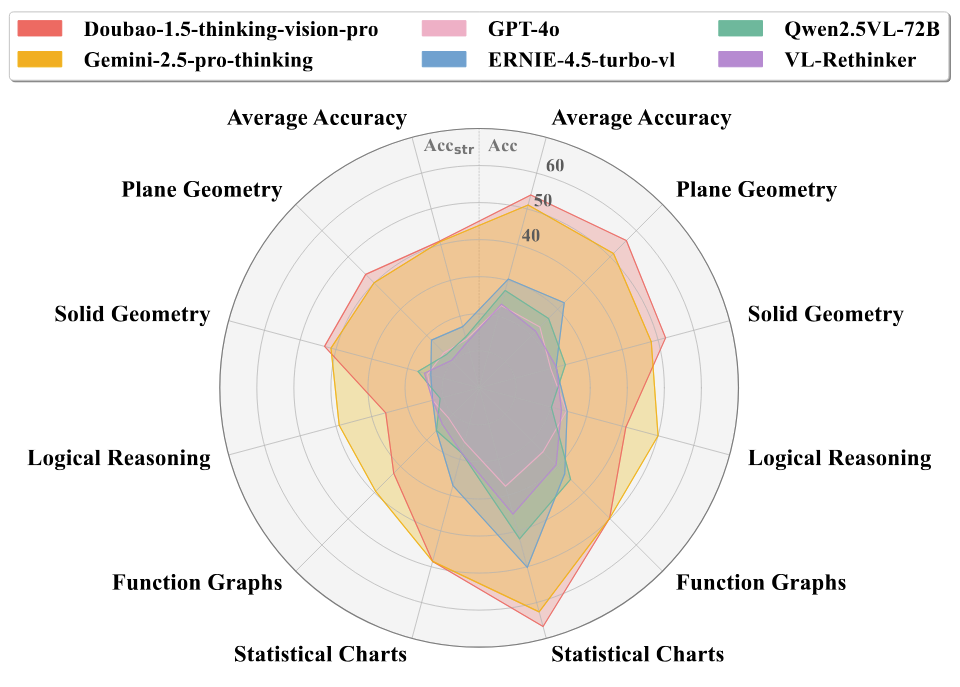 Doubao-1.5-thinking-vision-pro GPT-4o Qwen2.5VL-72B
Gemini-2.5-pro-thinking ERNIE-4.5-turbo-vl VL-Rethinker
Average Accuracy Average Accuracy
Acc_str Acc
60
Plane Geometry Plane Geometry
50
40
Solid Geometry Solid Geometry
Logical Reasoning Logical Reasoning
Function Graphs Function Graphs
Statistical Charts Statistical Charts